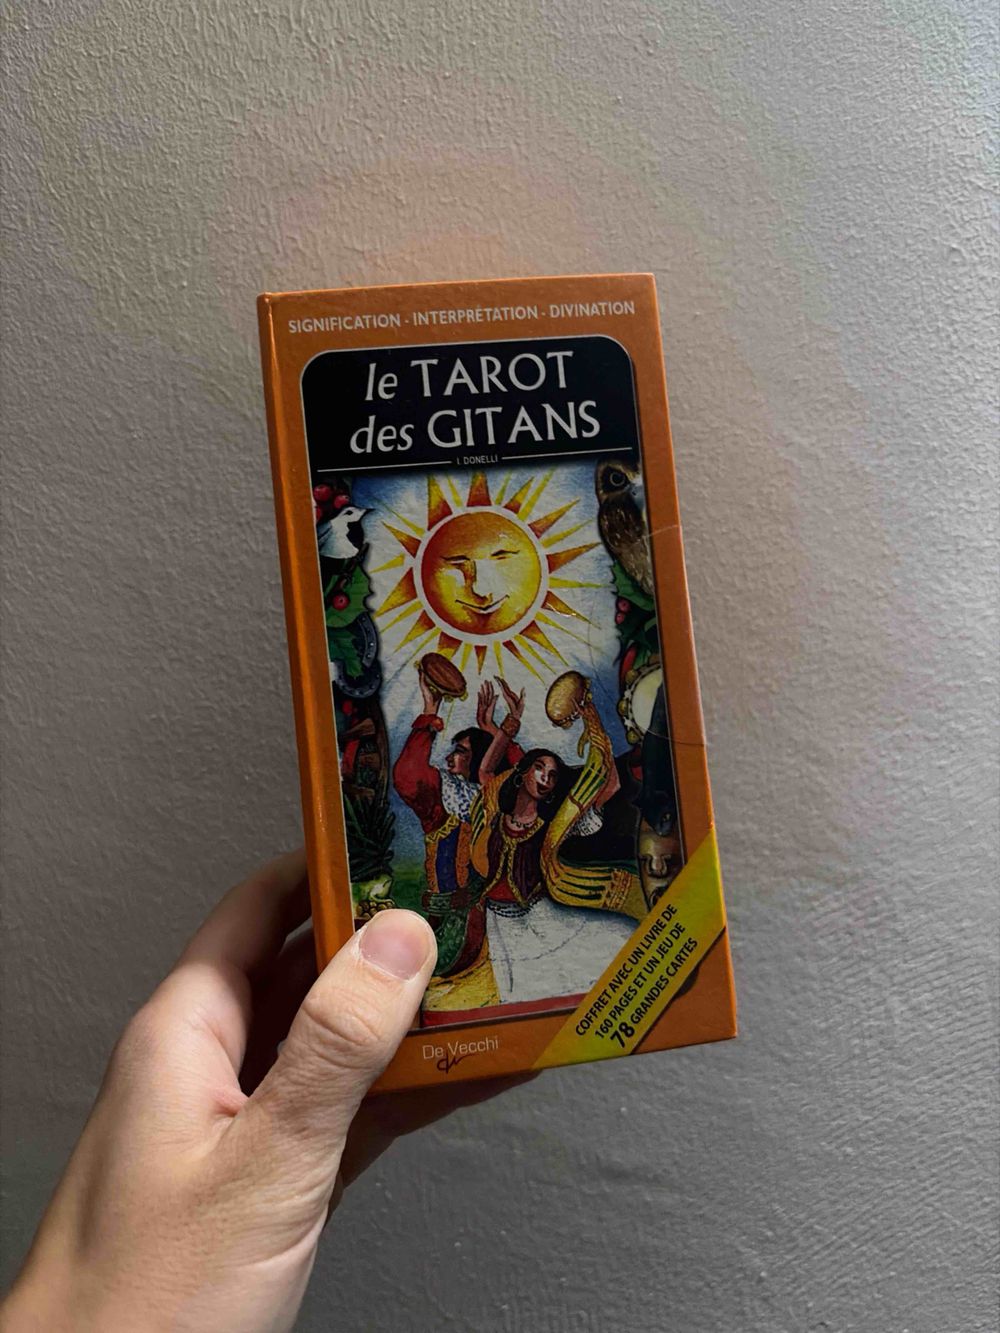 SIGNIFICATION - INTERPRÉTATION - DIVINATION
le TAROT
des GITANS
I. DONELLI
COFFRET AVEC UN LIVRE DE
160 PAGES ET UN JEU DE
78 GRANDES CARTES
De Vecchi